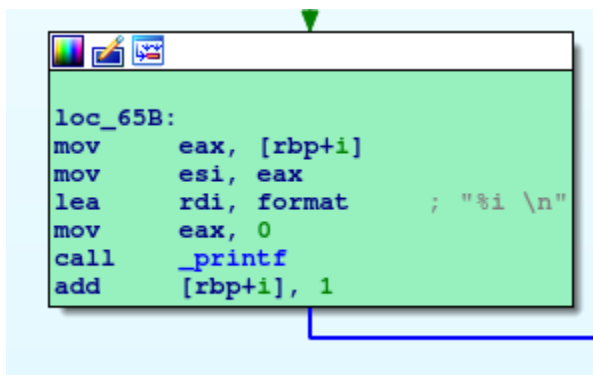 loc_65B:
mov eax, [rbp+i]
mov esi, eax
lea rdi, format ; "%i \n"
mov eax, 0
call _printf
add [rbp+i], 1